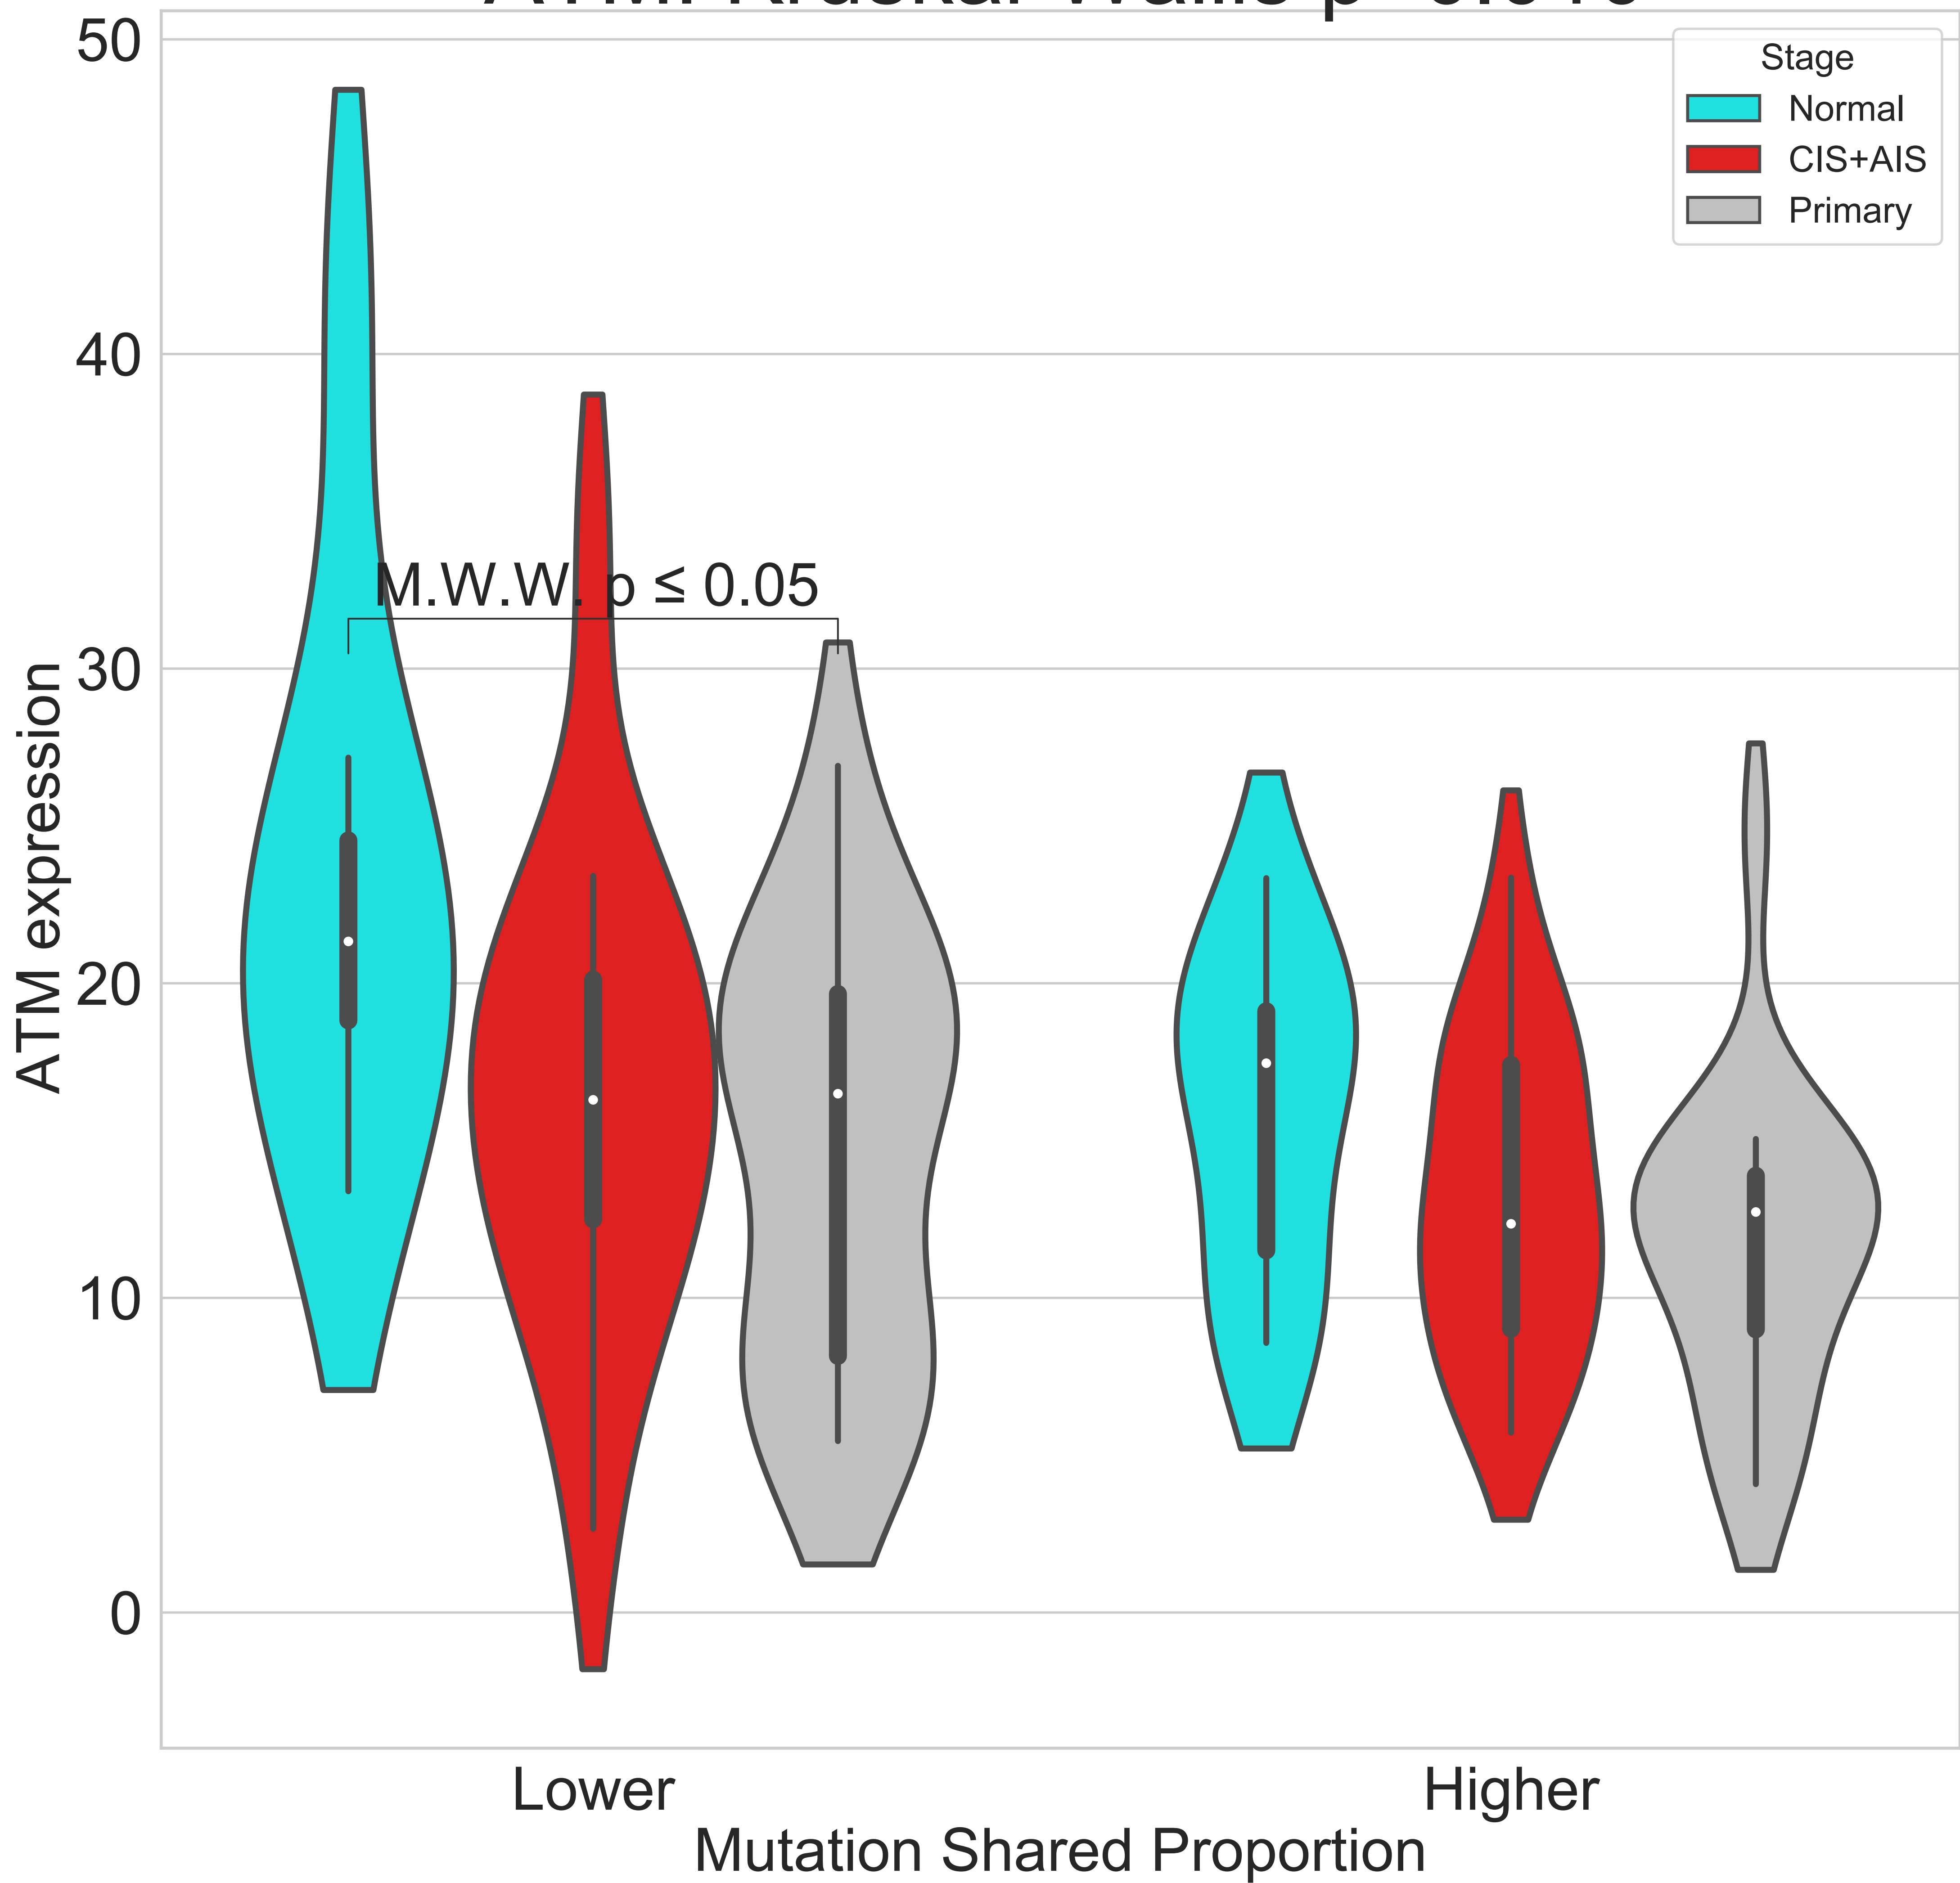 50
40
30
20
10
0
ATM expression
Stage
Normal
CIS+AIS
Primary
M.W.W. p ≤ 0.05
Lower
Higher
Mutation Shared Proportion